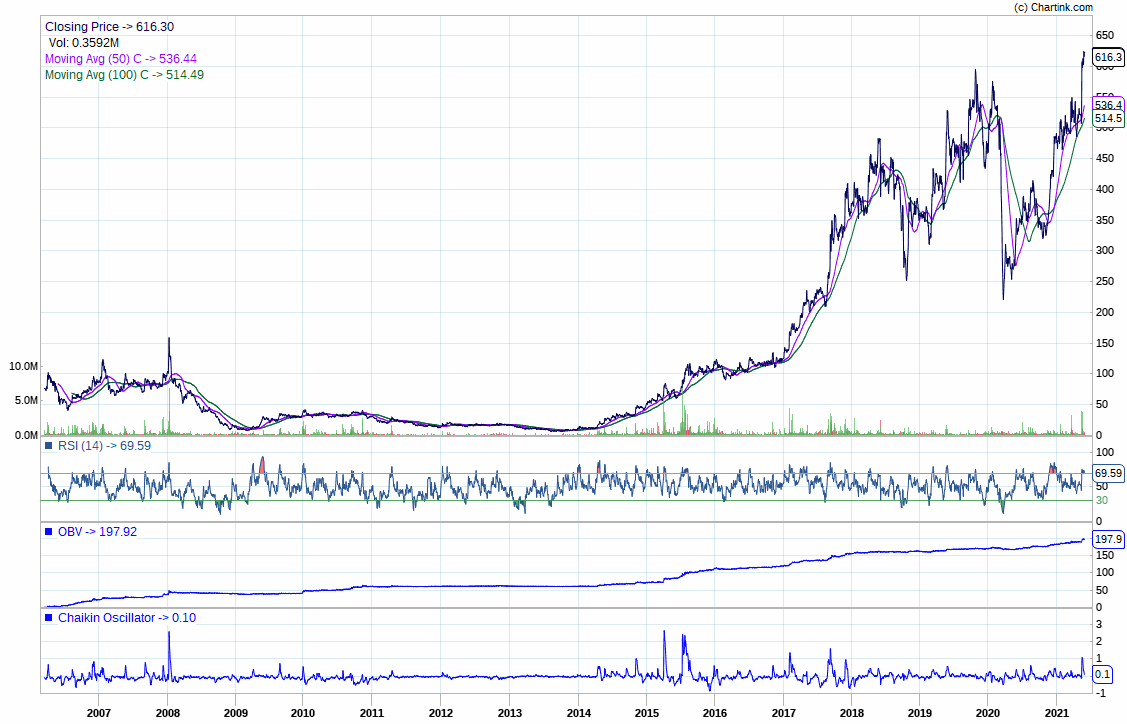 (c) Chartink.com
Closing Price -> 616.30
Vol: 0.3592M
Moving Avg (50) C -> 536.44
Moving Avg (100) C -> 514.49
650
616.3
600
550
536.4
514.5
500
450
400
350
300
250
200
150
100
50
0
10.0M
5.0M
0.0M
RSI (14) -> 69.59
100
69.59
50
30
0
OBV -> 197.92
197.9
150
100
50
0
Chaikin Oscillator -> 0.10
3
2
1
0.1
-1
2007 2008 2009 2010 2011 2012 2013 2014 2015 2016 2017 2018 2019 2020 2021